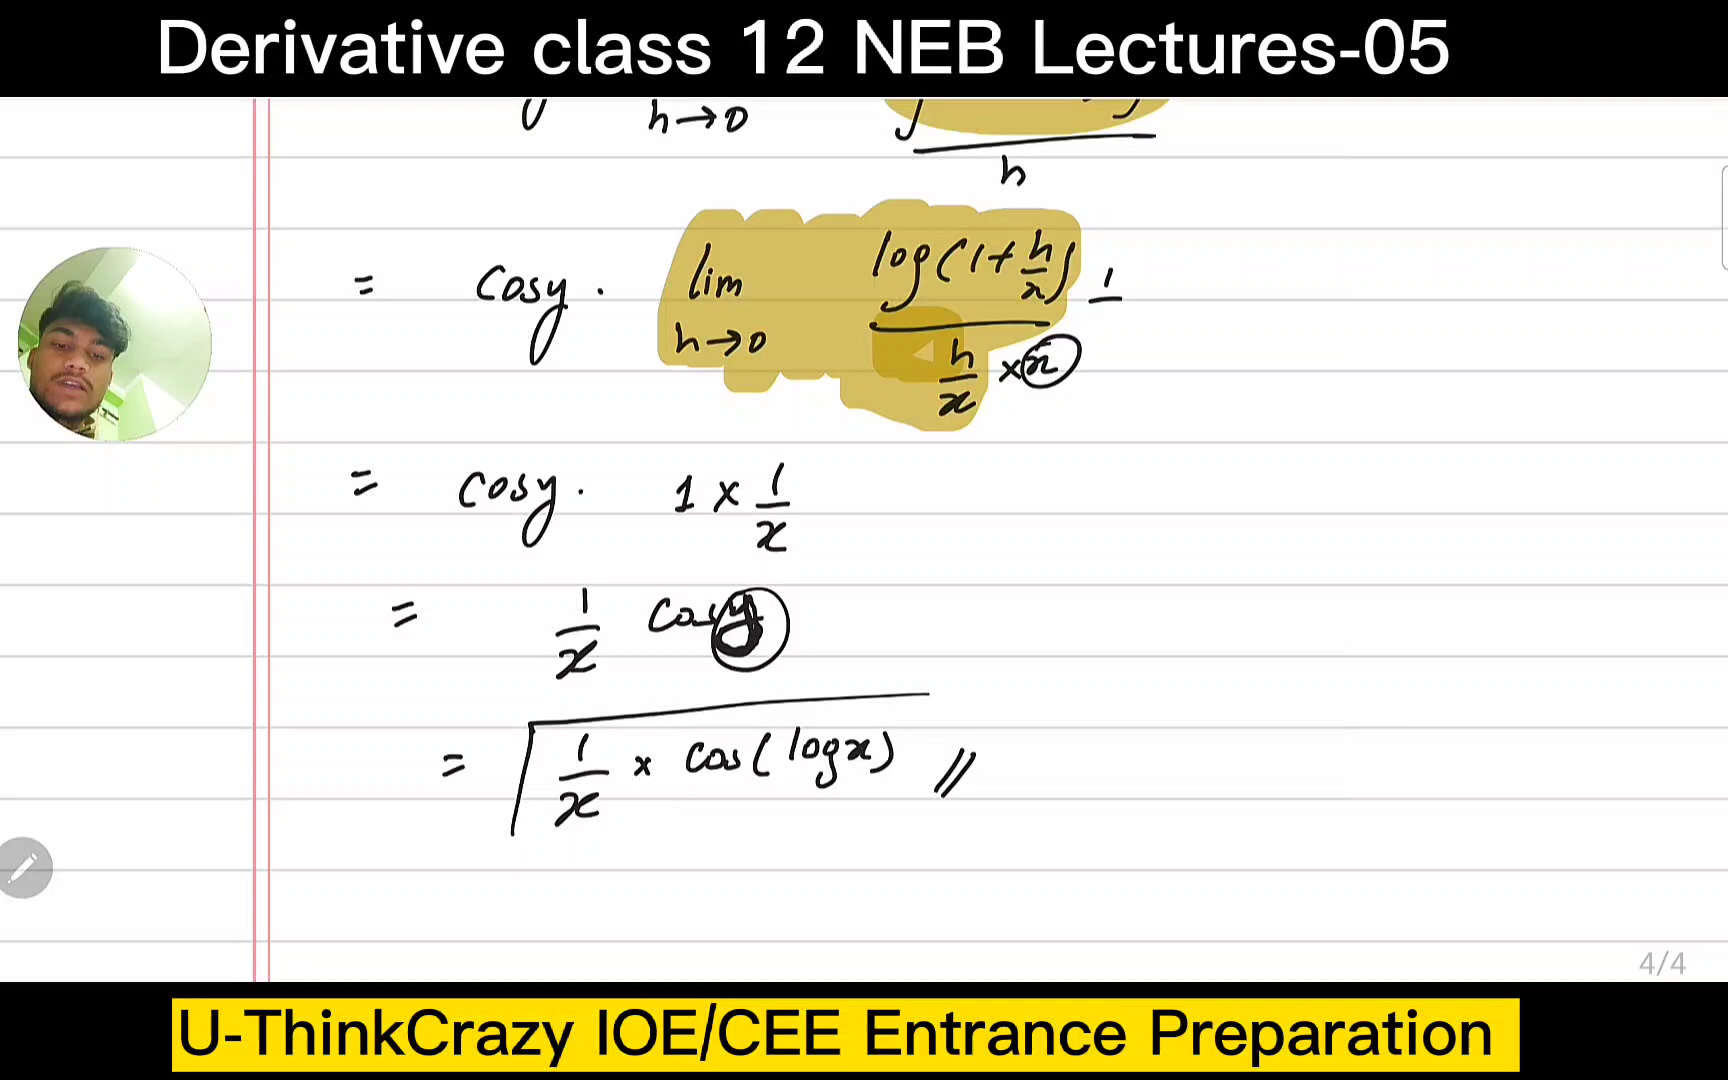 Derivative class 12 NEB Lectures-05
h→0
h
= cosy . lim h→0 log(1+h/x) / (h/x ×x) 1
= cosy . 1 × 1/x
= 1/x cosy
= 1/x × cos(logx) //
4/4
U-ThinkCrazy IOE/CEE Entrance Preparation